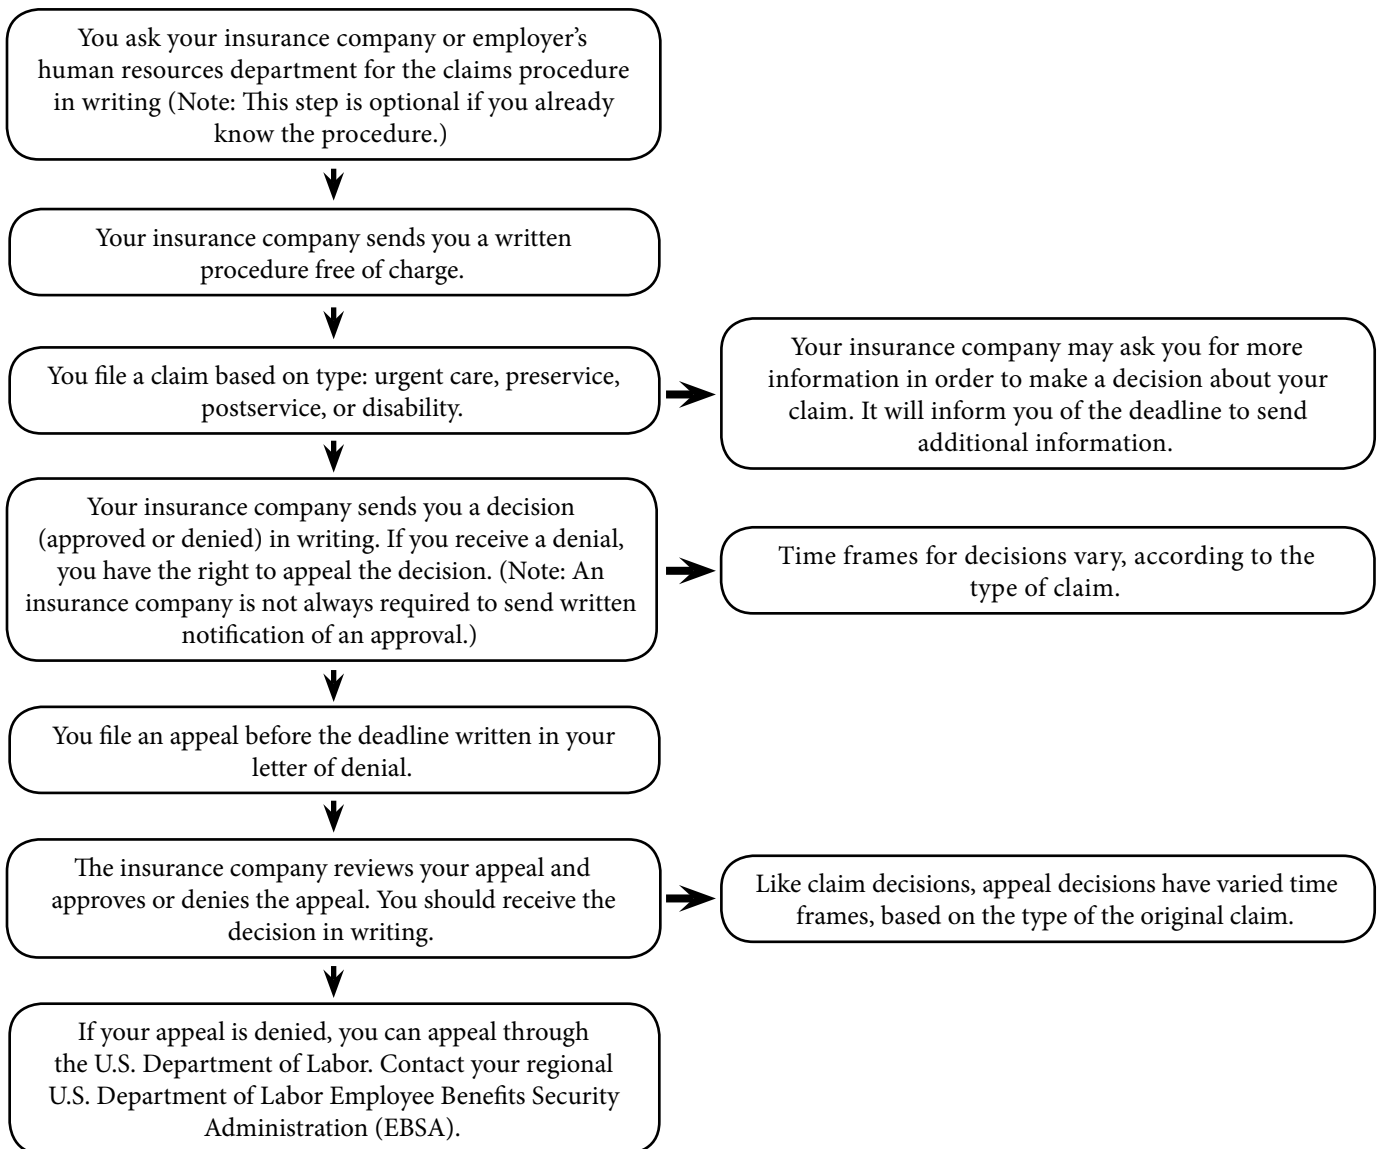 You ask your insurance company or employer’s
human resources department for the claims procedure
in writing (Note: This step is optional if you already
know the procedure.)
Your insurance company sends you a written
procedure free of charge.
You file a claim based on type: urgent care, preservice,
postservice, or disability.
Your insurance company may ask you for more
information in order to make a decision about your
claim. It will inform you of the deadline to send
additional information.
Your insurance company sends you a decision
(approved or denied) in writing. If you receive a denial,
you have the right to appeal the decision. (Note: An
insurance company is not always required to send written
notification of an approval.)
Time frames for decisions vary, according to the
type of claim.
You file an appeal before the deadline written in your
letter of denial.
The insurance company reviews your appeal and
approves or denies the appeal. You should receive the
decision in writing.
Like claim decisions, appeal decisions have varied time
frames, based on the type of the original claim.
If your appeal is denied, you can appeal through
the U.S. Department of Labor. Contact your regional
U.S. Department of Labor Employee Benefits Security
Administration (EBSA).